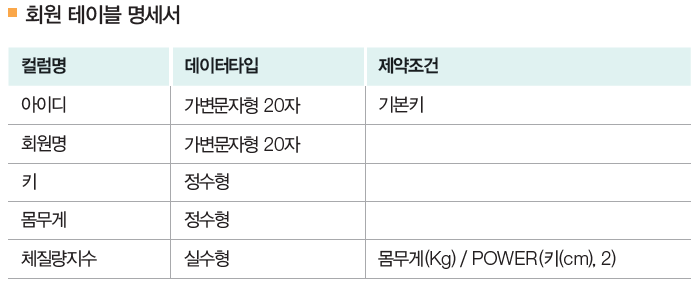 회원 테이블 명세서
컬럼명 데이터타입 제약조건
아이디 가변문자형 20자 기본키
회원명 가변문자형 20자
키 정수형
몸무게 정수형
체질량지수 실수형 몸무게(Kg) / POWER(키(cm), 2)